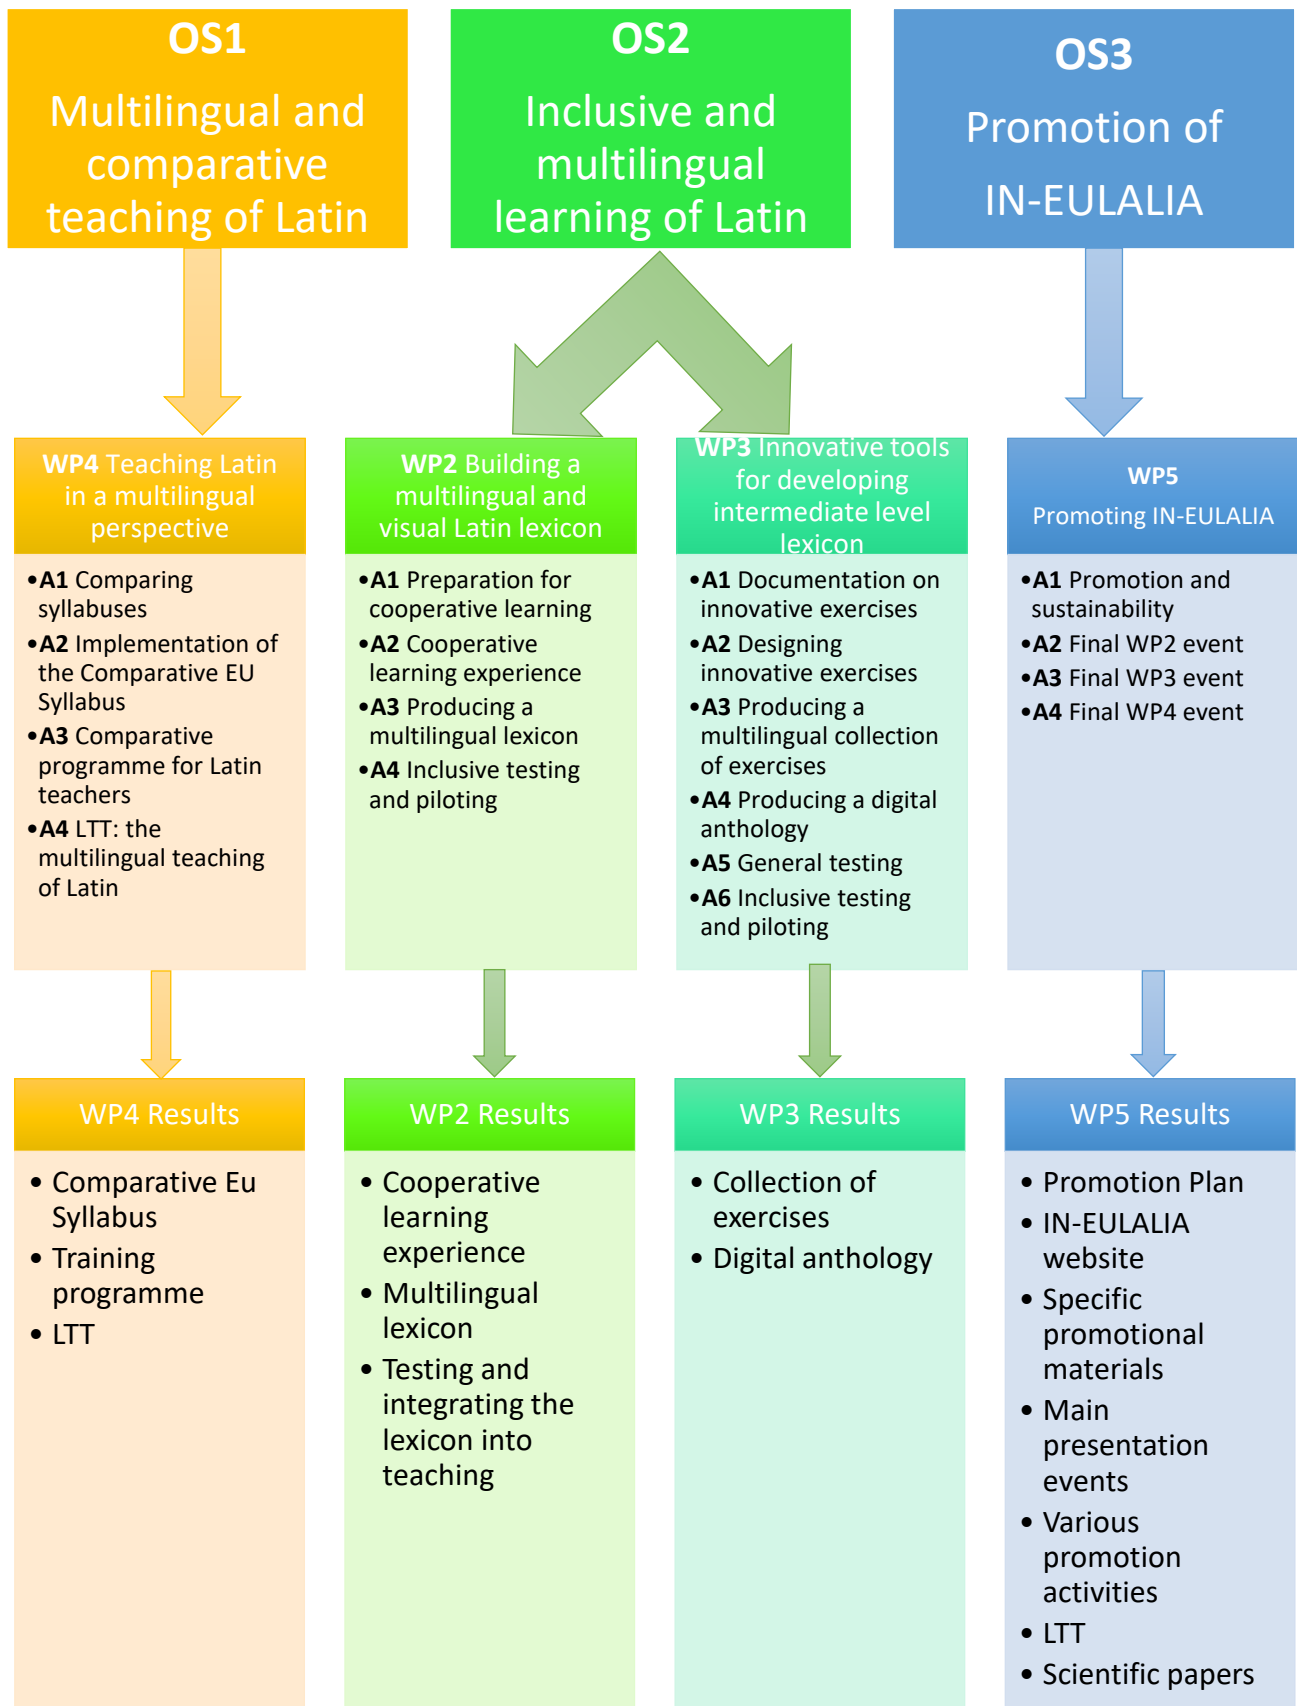 OS1
Multilingual and
comparative
teaching of Latin
OS2
Inclusive and
multilingual
learning of Latin
OS3
Promotion of
IN-EULALIA
WP4 Teaching Latin
in a multilingual
perspective
•A1 Comparing
syllabuses
•A2 Implementation of
the Comparative EU
Syllabus
•A3 Comparative
programme for Latin
teachers
•A4 LTT: the
multilingual teaching
of Latin
WP2 Building a
multilingual and
visual Latin lexicon
•A1 Preparation for
cooperative learning
•A2 Cooperative
learning experience
•A3 Producing a
multilingual lexicon
•A4 Inclusive testing
and piloting
WP3 Innovative tools
for developing
intermediate level
lexicon
•A1 Documentation on
innovative exercises
•A2 Designing
innovative exercises
•A3 Producing a
multilingual collection
of exercises
•A4 Producing a digital
anthology
•A5 General testing
•A6 Inclusive testing
and piloting
WP5
Promoting IN-EULALIA
•A1 Promotion and
sustainability
•A2 Final WP2 event
•A3 Final WP3 event
•A4 Final WP4 event
WP4 Results
• Comparative Eu
Syllabus
• Training
programme
• LTT
WP2 Results
• Cooperative
learning
experience
• Multilingual
lexicon
• Testing and
integrating the
lexicon into
teaching
WP3 Results
• Collection of
exercises
• Digital anthology
WP5 Results
• Promotion Plan
• IN-EULALIA
website
• Specific
promotional
materials
• Main
presentation
events
• Various
promotion
activities
• LTT
• Scientific papers